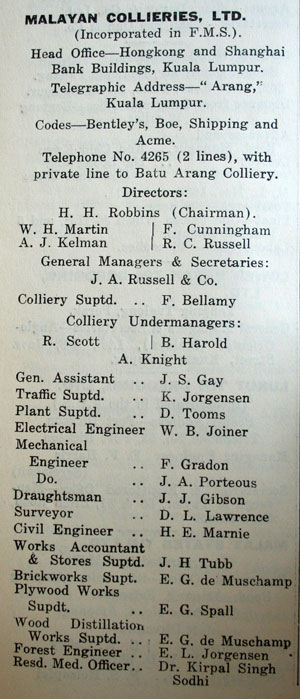 MALAYAN COLLIERIES, LTD.
(Incorporated in F.M.S.).
Head Office—Hongkong and Shanghai
Bank Buildings, Kuala Lumpur.
Telegraphic Address—"Arang,"
Kuala Lumpur.
Codes—Bentley's, Boe, Shipping and
Acme.
Telephone No. 4265 (2 lines), with
private line to Batu Arang Colliery.
Directors:
H. H. Robbins (Chairman).
W. H. Martin | F. Cunningham
A. J. Kelman | R. C. Russell
General Managers & Secretaries:
J. A. Russell & Co.
Colliery Suptd. .. F. Bellamy
Colliery Undermanagers:
R. Scott | B. Harold
A. Knight
Gen. Assistant .. J. S. Gay
Traffic Suptd. .. K. Jorgensen
Plant Suptd. .. D. Tooms
Electrical Engineer W. B. Joiner
Mechanical
Engineer .. F. Gradon
Do. .. J. A. Porteous
Draughtsman .. J. J. Gibson
Surveyor .. D. L. Lawrence
Civil Engineer .. H. E. Marnie
Works Accountant
& Stores Suptd. J. H Tubb
Brickworks Supt. E. G. de Muschamp
Plywood Works
Supdt. .. E. G. Spall
Wood Distillation
Works Suptd. .. E. G. de Muschamp
Forest Engineer .. E. L. Jorgensen
Resd. Med. Officer.. Dr. Kirpal Singh
Sodhi